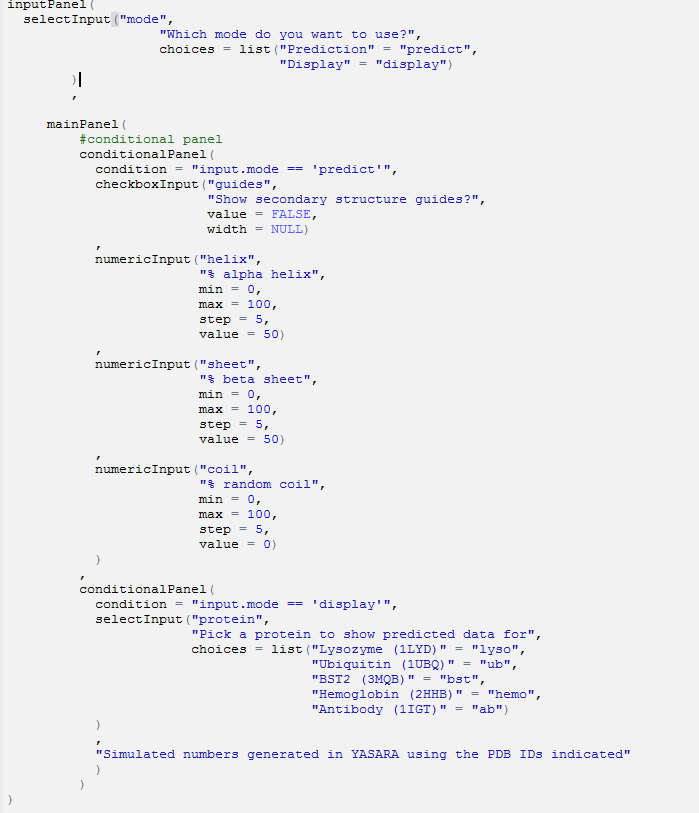 inputPanel(
selectInput("mode",
"Which mode do you want to use?",
choices = list("Prediction" = "predict",
"Display" = "display")
)
,
mainPanel(
#conditional panel
conditionalPanel(
condition = "input.mode == 'predict'",
checkboxInput("guides",
"Show secondary structure guides?",
value = FALSE,
width = NULL)
,
numericInput("helix",
"% alpha helix",
min = 0,
max = 100,
step = 5,
value = 50)
,
numericInput("sheet",
"% beta sheet",
min = 0,
max = 100,
step = 5,
value = 50)
,
numericInput("coil",
"% random coil",
min = 0,
max = 100,
step = 5,
value = 0)
)
,
conditionalPanel(
condition = "input.mode == 'display'",
selectInput("protein",
"Pick a protein to show predicted data for",
choices = list("Lysozyme (1LYD)" = "lyso",
"Ubiquitin (1UBQ)" = "ub",
"BST2 (3MQB)" = "bst",
"Hemoglobin (2HHB)" = "hemo",
"Antibody (1IGT)" = "ab")
)
,
"Simulated numbers generated in YASARA using the PDB IDs indicated"
)
)
)